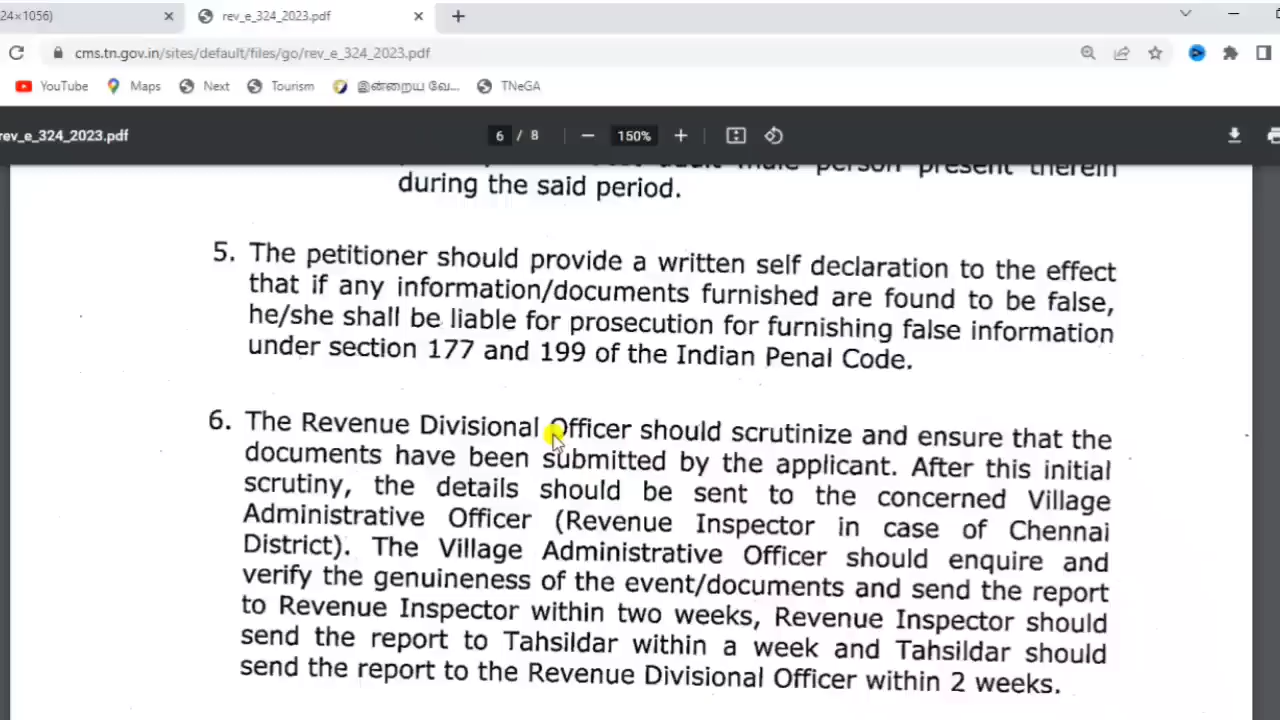 24×1056)
rev_e_324_2023.pdf
cms.tn.gov.in/sites/default/files/go/rev_e_324_2023.pdf
YouTube Maps Next Tourism இன்றைய வே... TNeGA
rev_e_324_2023.pdf
6 / 8
150%
adult male person present therein
during the said period.
5. The petitioner should provide a written self declaration to the effect
that if any information/documents furnished are found to be false,
he/she shall be liable for prosecution for furnishing false information
under section 177 and 199 of the Indian Penal Code.
6. The Revenue Divisional Officer should scrutinize and ensure that the
documents have been submitted by the applicant. After this initial
scrutiny, the details should be sent to the concerned Village
Administrative Officer (Revenue Inspector in case of Chennai
District). The Village Administrative Officer should enquire and
verify the genuineness of the event/documents and send the report
to Revenue Inspector within two weeks, Revenue Inspector should
send the report to Tahsildar within a week and Tahsildar should
send the report to the Revenue Divisional Officer within 2 weeks.